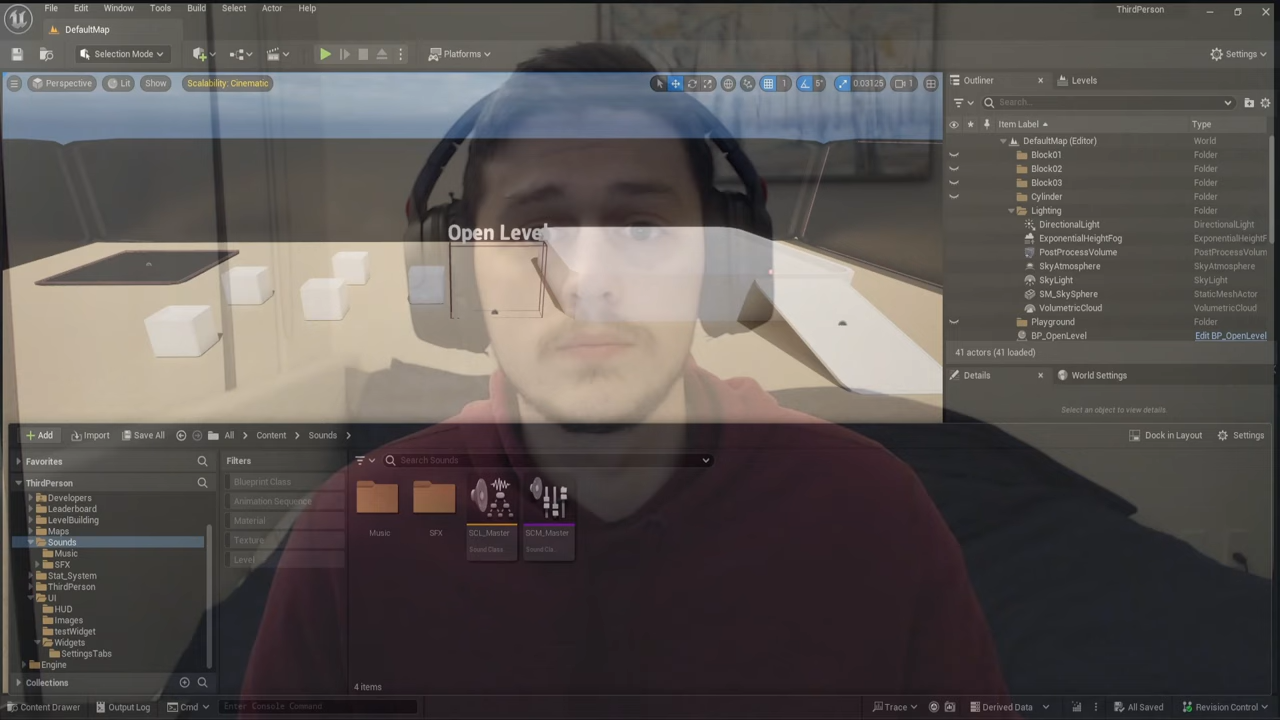 File Edit Window Tools Build Select Actor Help ThirdPerson
DefaultMap
Selection Mode Platforms Settings
Perspective Lit Show Scalability: Cinematic 1 5° 0.03125 1
Outliner Levels
Search...
Item Label Type
DefaultMap (Editor) World
Block01 Folder
Block02 Folder
Block03 Folder
Cylinder Folder
Lighting Folder
DirectionalLight DirectionalLight
ExponentialHeightFog ExponentialHeightF
PostProcessVolume PostProcessVolum
SkyAtmosphere SkyAtmosphere
SkyLight SkyLight
SM_SkySphere StaticMeshActor
VolumetricCloud VolumetricCloud
Playground Folder
BP_OpenLevel Edit BP_OpenLevel
41 actors (41 loaded)
Details World Settings
Select an object to view details.
Open Level
Add Import Save All All Content Sounds Dock in Layout Settings
Favorites
ThirdPerson
Developers
Leaderboard
LevelBuilding
Maps
Sounds
Music
SFX
Stat_System
ThirdPerson
UI
HUD
Images
testWidget
Widgets
SettingsTabs
Engine
Collections
Filters
Blueprint Class
Animation Sequence
Material
Texture
Level
Search Sounds
Music SFX SCL_Master SCM_Master
Sound Class Sound Cla...
4 items
Content Drawer Output Log Cmd Enter Console Command Trace Derived Data All Saved Revision Control